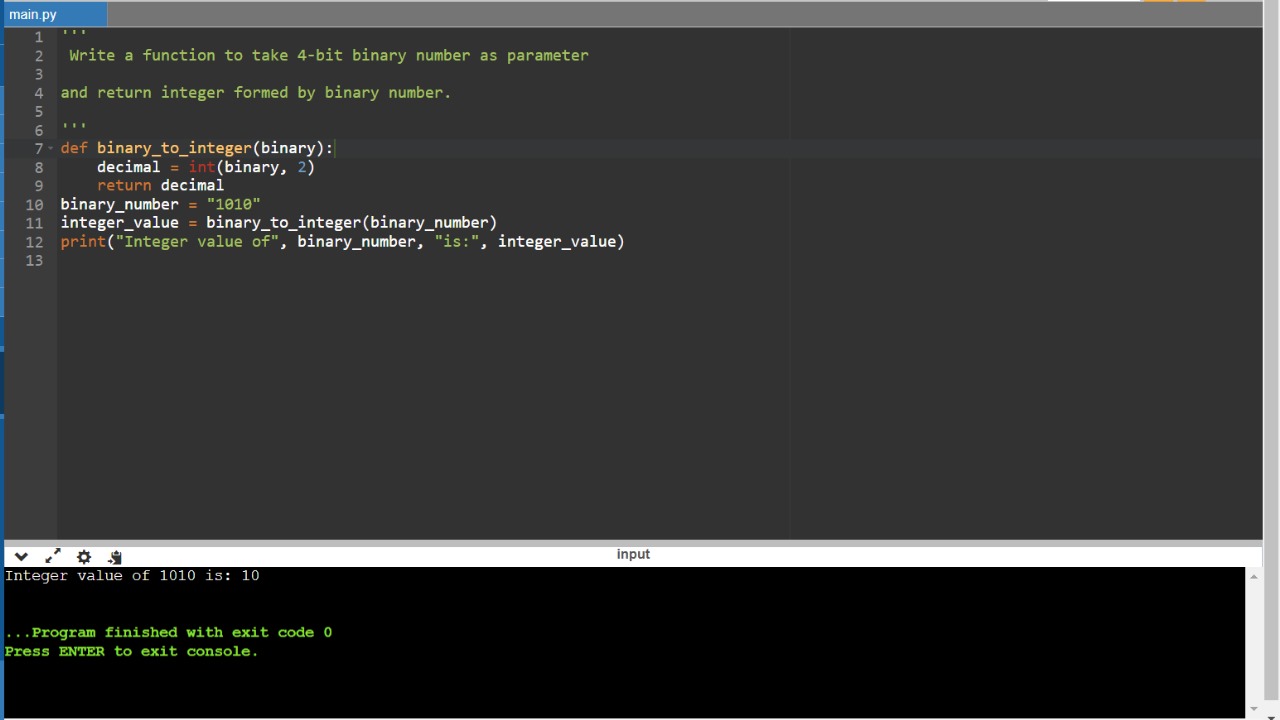 main.py
1 '''
2  Write a function to take 4-bit binary number as parameter
3
4 and return integer formed by binary number.
5
6 '''
7 def binary_to_integer(binary):
8     decimal = int(binary, 2)
9     return decimal
10 binary_number = "1010"
11 integer_value = binary_to_integer(binary_number)
12 print("Integer value of", binary_number, "is:", integer_value)
13
input
Integer value of 1010 is: 10
...Program finished with exit code 0
Press ENTER to exit console.